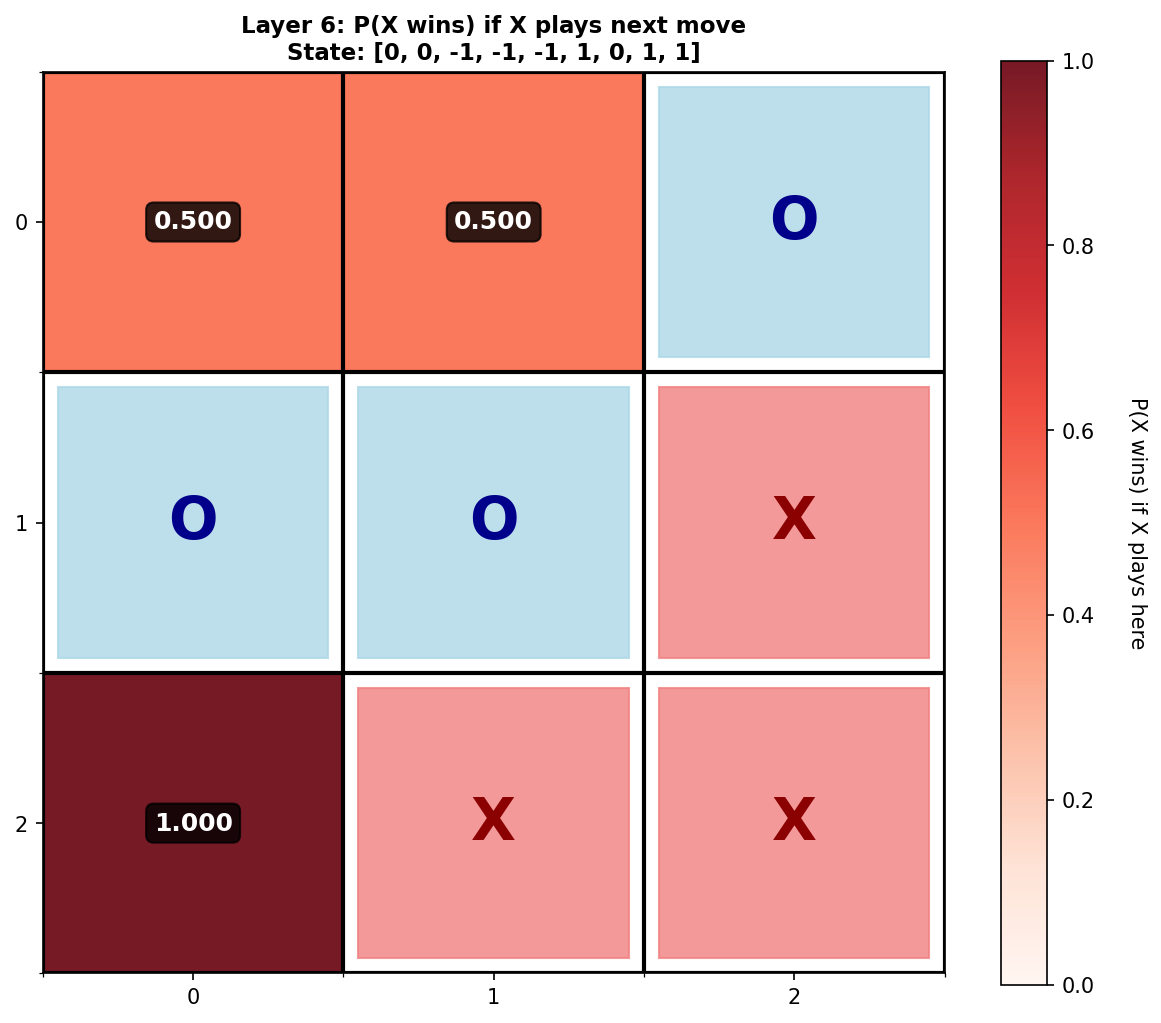 Layer 6: P(X wins) if X plays next move
State: [0, 0, -1, -1, -1, 1, 0, 1, 1]
0
0.500
0.500
O
1
O
O
X
2
1.000
X
X
0
1
2
1.0
0.8
0.6
0.4
0.2
0.0
P(X wins) if X plays here